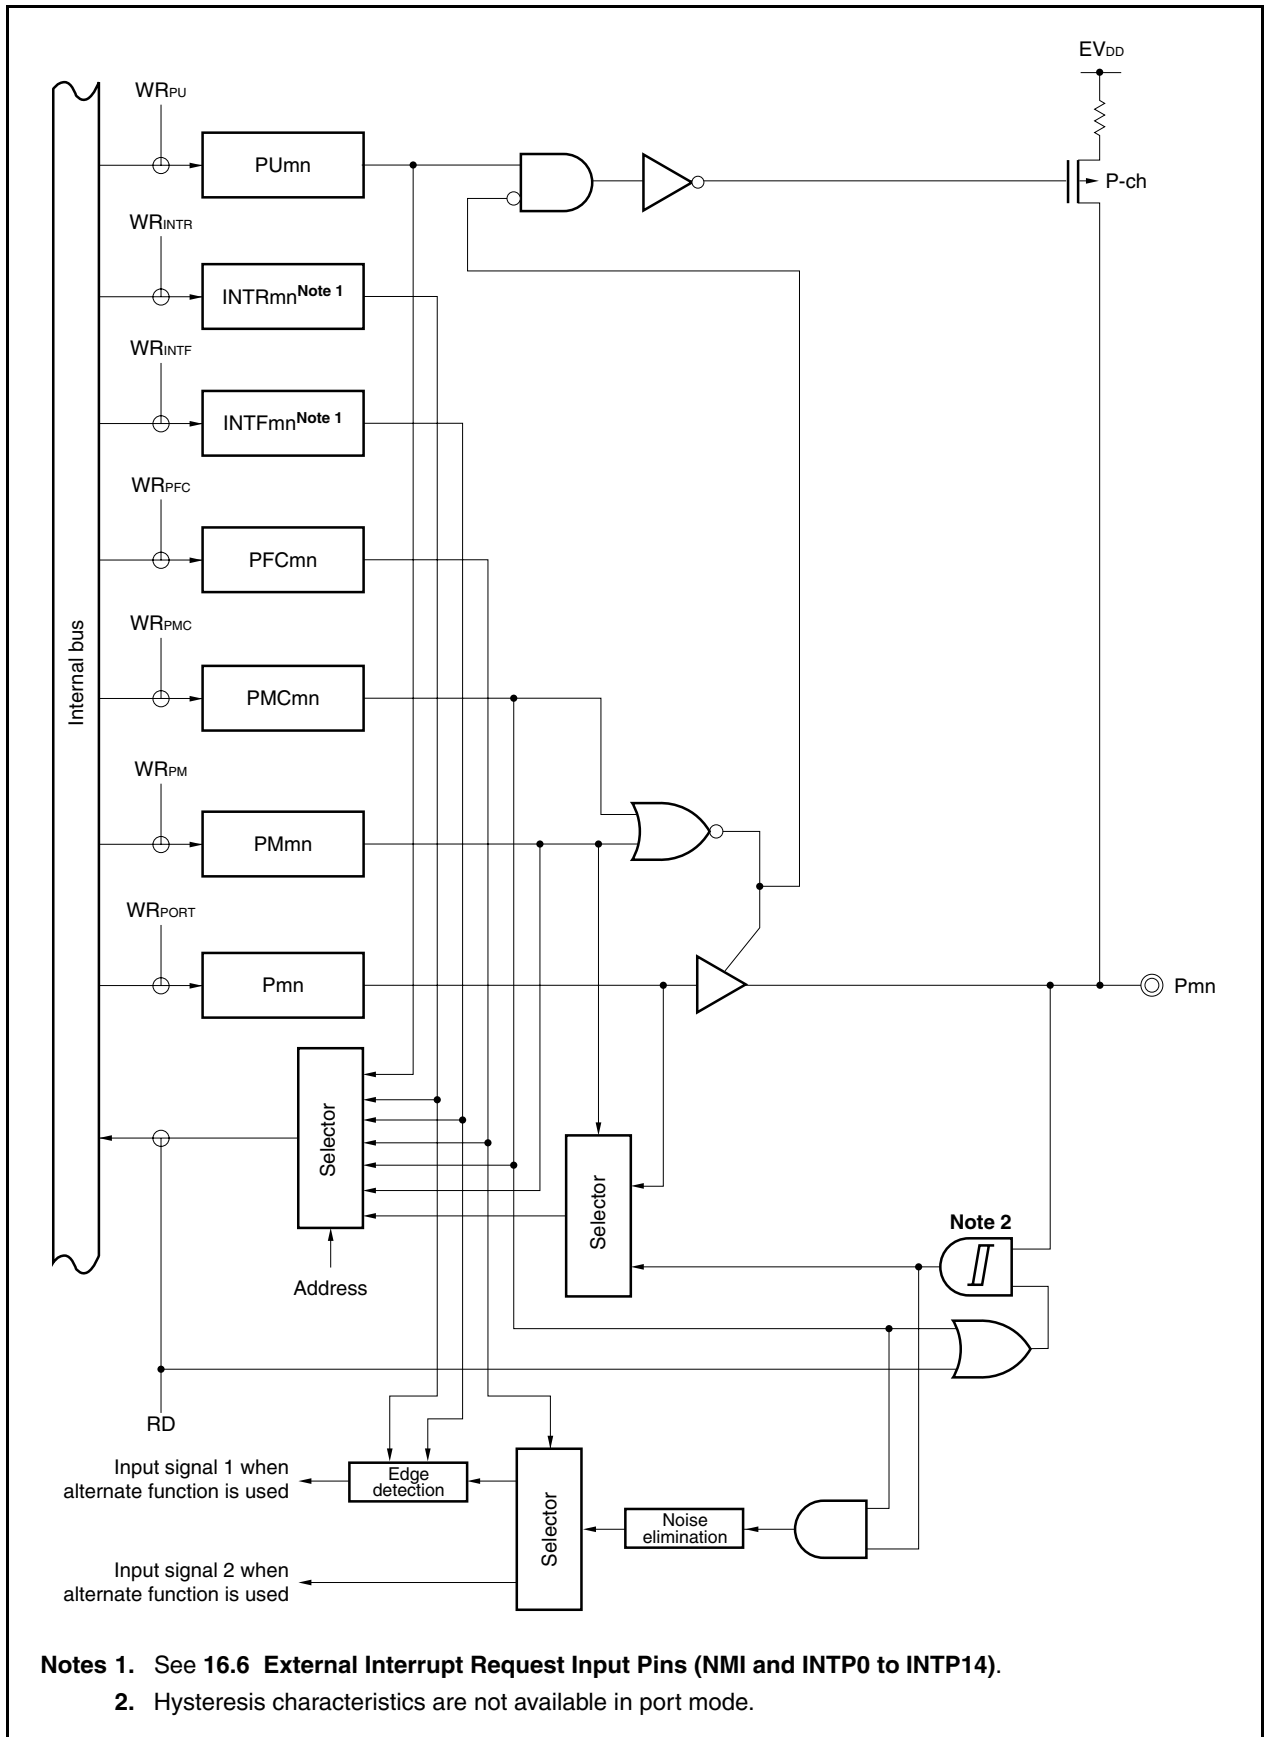 EVDD
WRPU
PUmn
P-ch
WRINTR
INTRmnNote 1
WRINTF
INTFmnNote 1
WRPFC
PFCmn
WRPMC
PMCmn
Internal bus
WRPM
PMmn
WRPORT
Pmn
Pmn
Selector
Selector
Note 2
Address
RD
Input signal 1 when
alternate function is used
Edge
detection
Selector
Noise
elimination
Input signal 2 when
alternate function is used
Notes 1. See 16.6 External Interrupt Request Input Pins (NMI and INTP0 to INTP14).
2. Hysteresis characteristics are not available in port mode.